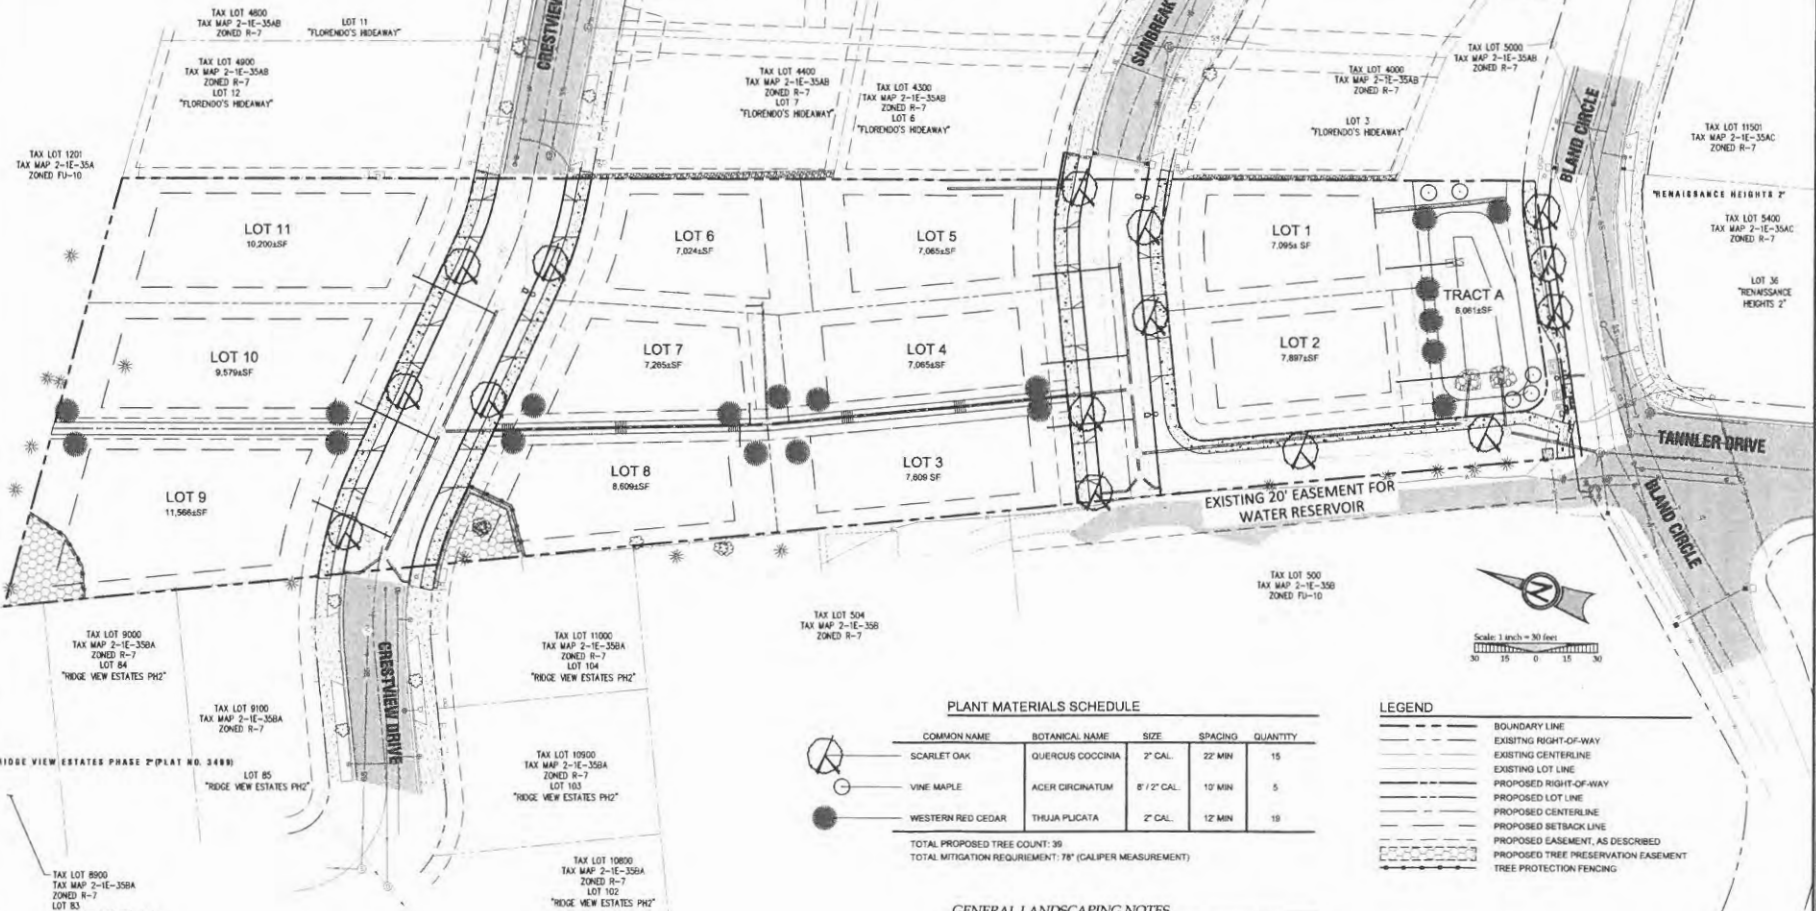 TAX LOT 4800
TAX MAP 2-1E-35AB
ZONED R-7
LOT 11
"FLORENDO'S HIDEAWAY"
TAX LOT 4900
TAX MAP 2-1E-35AB
ZONED R-7
LOT 12
"FLORENDO'S HIDEAWAY"
TAX LOT 1201
TAX MAP 2-1E-35A
ZONED FU-10
CRESTVIEW
TAX LOT 4400
TAX MAP 2-1E-35AB
ZONED R-7
LOT 7
"FLORENDO'S HIDEAWAY"
TAX LOT 4300
TAX MAP 2-1E-35AB
ZONED R-7
LOT 6
"FLORENDO'S HIDEAWAY"
SUNBREAK
TAX LOT 4000
TAX MAP 2-1E-35AB
ZONED R-7
LOT 3
"FLORENDO'S HIDEAWAY"
TAX LOT 5000
TAX MAP 2-1E-35AB
ZONED R-7
BLAND CIRCLE
TAX LOT 11501
TAX MAP 2-1E-35AC
ZONED R-7
"RENAISSANCE HEIGHTS 2"
TAX LOT 5400
TAX MAP 2-1E-35AC
ZONED R-7
LOT 36
"RENAISSANCE
HEIGHTS 2"
LOT 11
10,200±SF
LOT 6
7,024±SF
LOT 5
7,065±SF
LOT 1
7,095± SF
TRACT A
8,061±SF
LOT 10
9,579±SF
LOT 7
7,265±SF
LOT 4
7,065±SF
LOT 2
7,897±SF
LOT 9
11,566±SF
LOT 8
8,609±SF
LOT 3
7,609 SF
TANNLER DRIVE
BLAND CIRCLE
EXISTING 20' EASEMENT FOR
WATER RESERVOIR
TAX LOT 500
TAX MAP 2-1E-35B
ZONED FU-10
TAX LOT 504
TAX MAP 2-1E-35B
ZONED R-7
TAX LOT 9000
TAX MAP 2-1E-35BA
ZONED R-7
LOT 84
"RIDGE VIEW ESTATES PH2"
TAX LOT 9100
TAX MAP 2-1E-35BA
ZONED R-7
RIDGE VIEW ESTATES PHASE 2"(PLAT NO. 3499)
LOT 85
"RIDGE VIEW ESTATES PH2"
TAX LOT 8900
TAX MAP 2-1E-35BA
ZONED R-7
LOT 83
CRESTVIEW DRIVE
TAX LOT 11000
TAX MAP 2-1E-35BA
ZONED R-7
LOT 104
"RIDGE VIEW ESTATES PH2"
TAX LOT 10900
TAX MAP 2-1E-35BA
ZONED R-7
LOT 103
"RIDGE VIEW ESTATES PH2"
TAX LOT 10800
TAX MAP 2-1E-35BA
ZONED R-7
LOT 102
"RIDGE VIEW ESTATES PH2"
N
Scale: 1 inch = 30 feet
30 15 0 15 30
PLANT MATERIALS SCHEDULE
COMMON NAME BOTANICAL NAME SIZE SPACING QUANTITY
SCARLET OAK QUERCUS COCCINIA 2" CAL. 22' MIN 15
VINE MAPLE ACER CIRCINATUM 8' / 2" CAL. 10' MIN 5
WESTERN RED CEDAR THUJA PLICATA 2" CAL. 12' MIN 19
TOTAL PROPOSED TREE COUNT: 39
TOTAL MITIGATION REQURIEMENT: 78" (CALIPER MEASUREMENT)
LEGEND
BOUNDARY LINE
EXISITNG RIGHT-OF-WAY
EXISTING CENTERLINE
EXISTING LOT LINE
PROPOSED RIGHT-OF-WAY
PROPOSED LOT LINE
PROPOSED CENTERLINE
PROPOSED SETBACK LINE
PROPOSED EASEMENT, AS DESCRIBED
PROPOSED TREE PRESERVATION EASEMENT
TREE PROTECTION FENCING
GENERAL LANDSCAPING NOTES